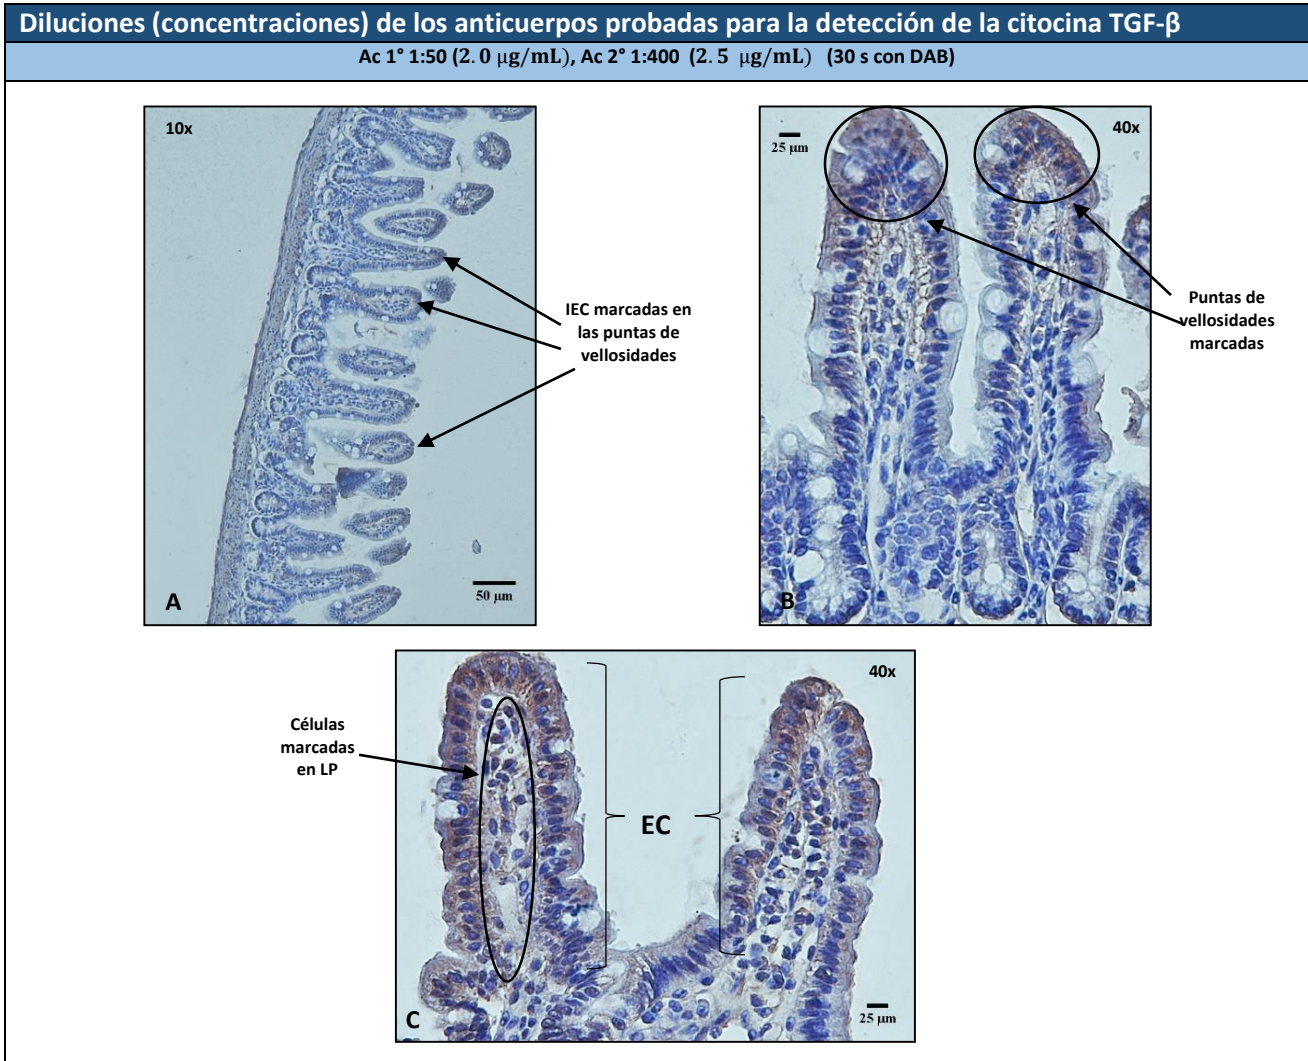 Diluciones (concentraciones) de los anticuerpos probadas para la detección de la citocina TGF-β
Ac 1° 1:50 (2.0 μg/mL), Ac 2° 1:400 (2.5 μg/mL) (30 s con DAB)
10x
IEC marcadas en
las puntas de
vellosidades
50 μm
A
25 μm
40x
Puntas de
vellosidades
marcadas
B
40x
Células
marcadas
en LP
EC
25 μm
C